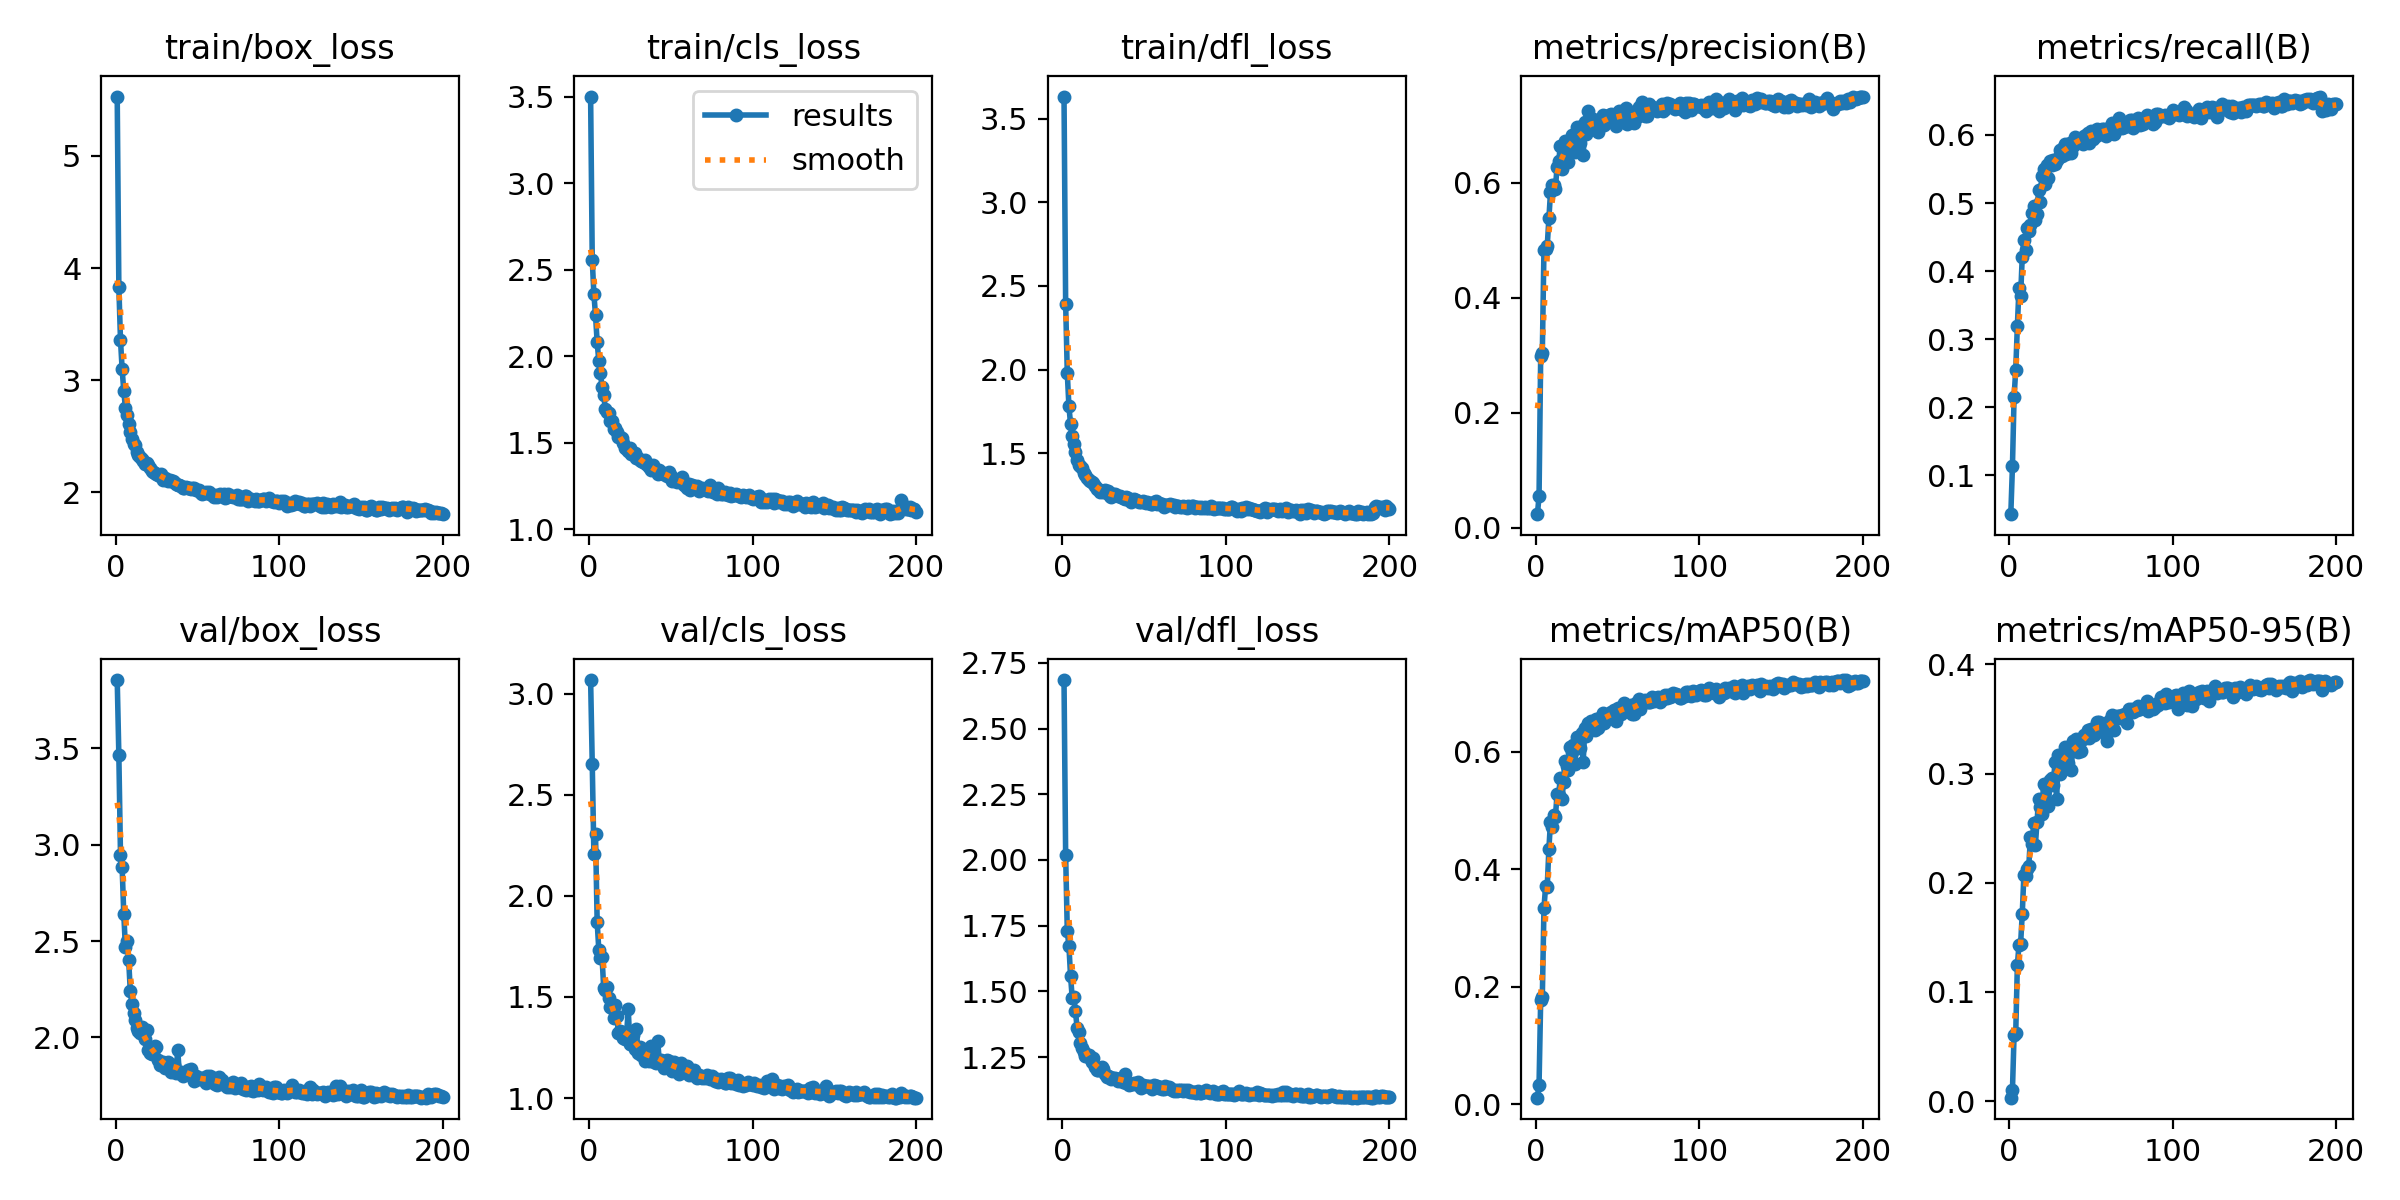 train/box_loss
5
4
3
2
0 100 200
train/cls_loss
results
smooth
3.5
3.0
2.5
2.0
1.5
1.0
0 100 200
train/dfl_loss
3.5
3.0
2.5
2.0
1.5
0 100 200
metrics/precision(B)
0.6
0.4
0.2
0.0
0 100 200
metrics/recall(B)
0.6
0.5
0.4
0.3
0.2
0.1
0 100 200
val/box_loss
3.5
3.0
2.5
2.0
0 100 200
val/cls_loss
3.0
2.5
2.0
1.5
1.0
0 100 200
val/dfl_loss
2.75
2.50
2.25
2.00
1.75
1.50
1.25
0 100 200
metrics/mAP50(B)
0.6
0.4
0.2
0.0
0 100 200
metrics/mAP50-95(B)
0.4
0.3
0.2
0.1
0.0
0 100 200